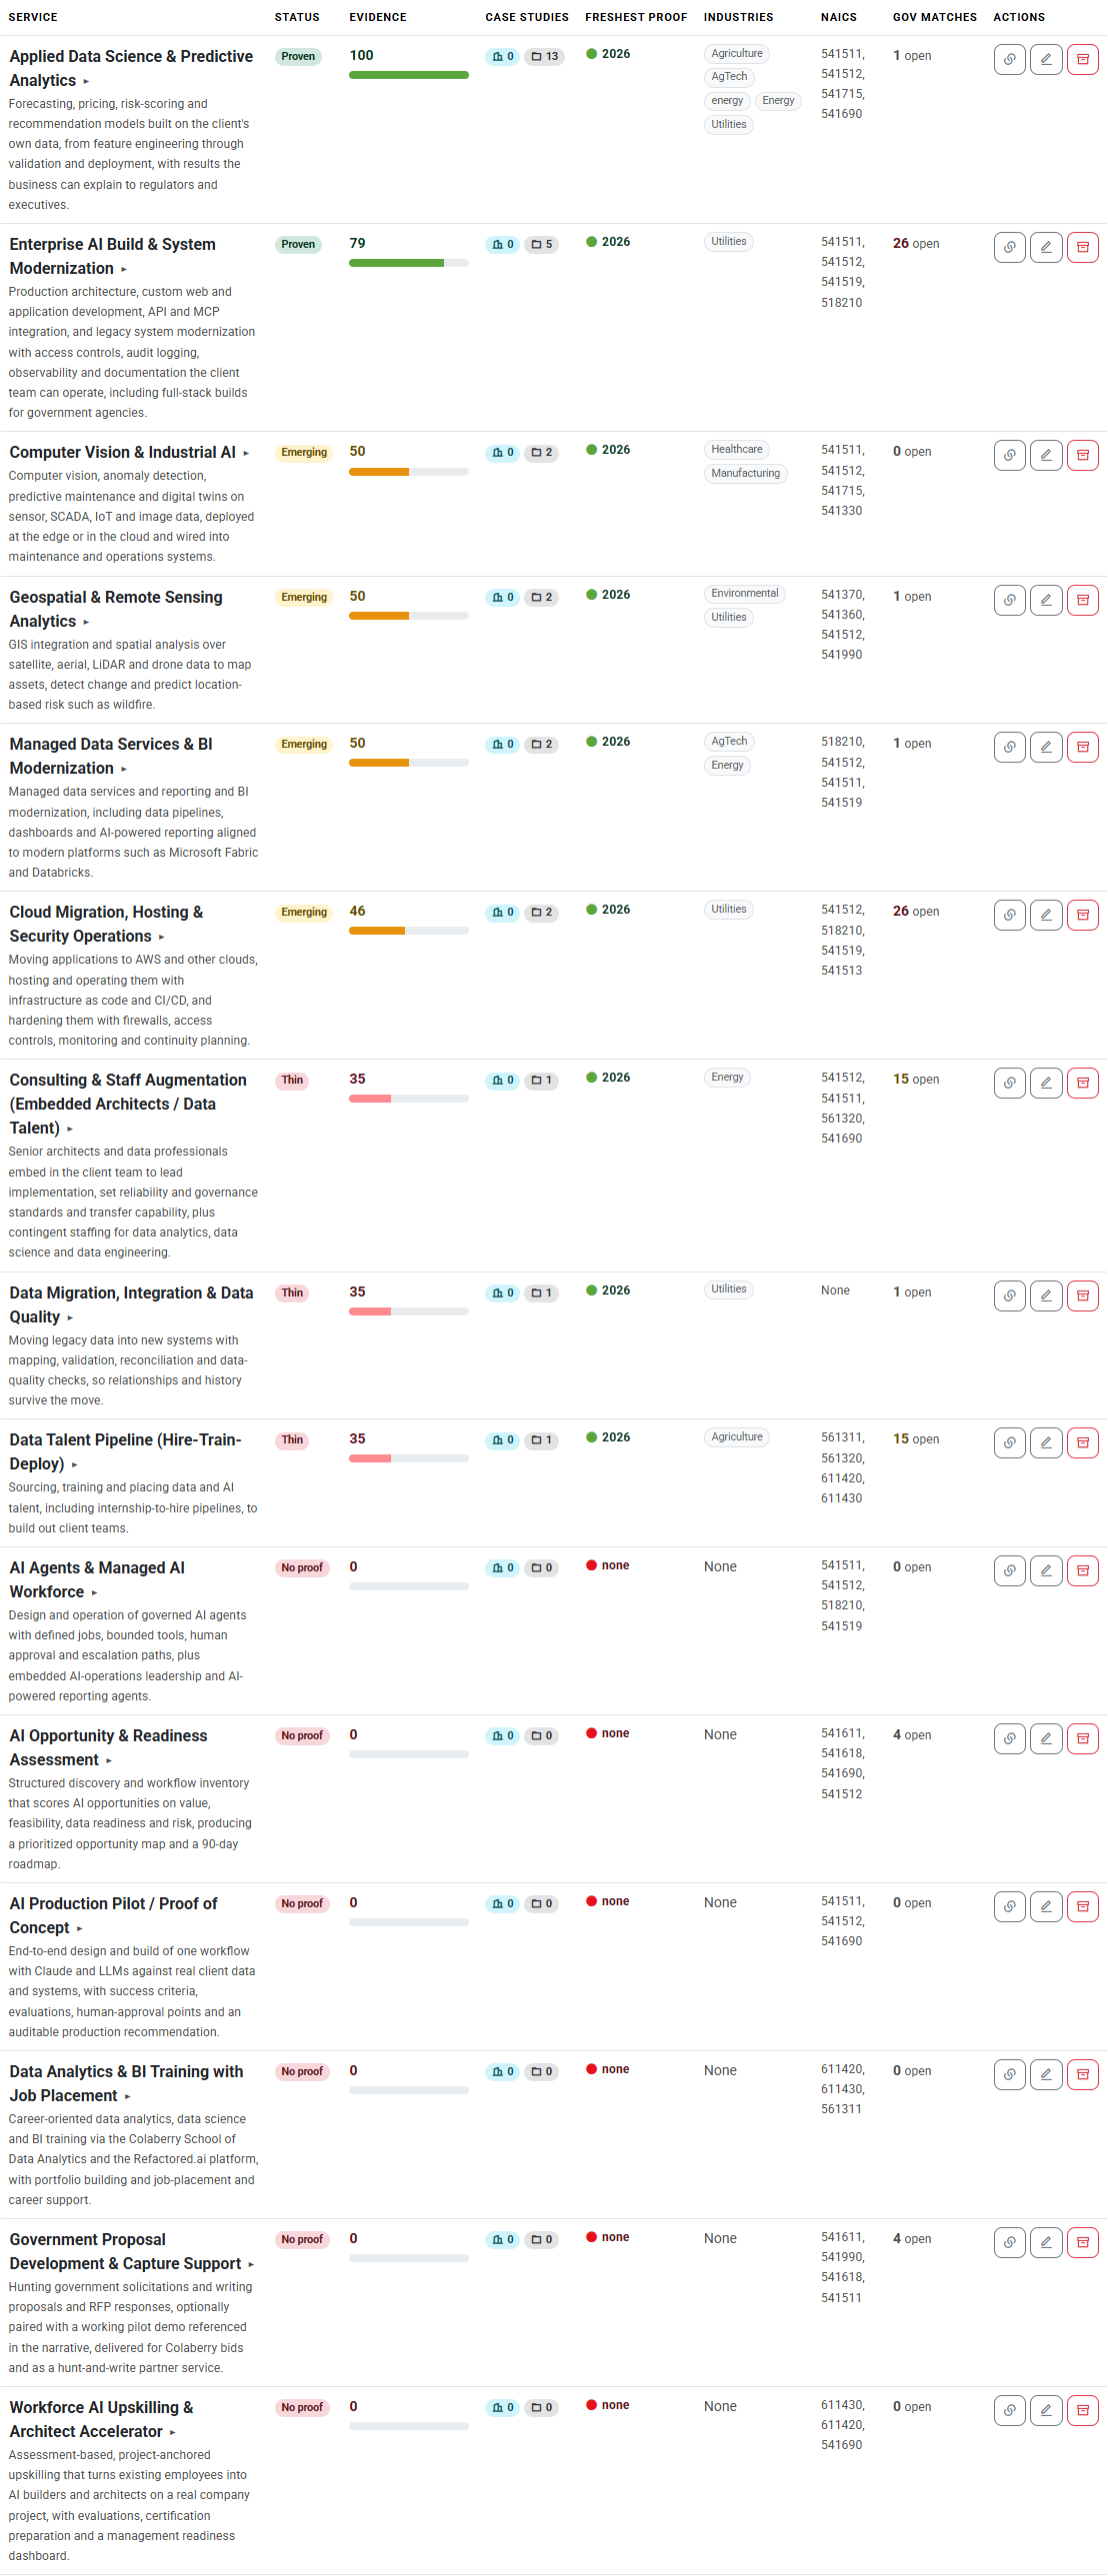 SERVICE STATUS EVIDENCE CASE STUDIES FRESHEST PROOF INDUSTRIES NAICS GOV MATCHES ACTIONS
Applied Data Science & Predictive Analytics ▸
Forecasting, pricing, risk-scoring and
recommendation models built on the client's
own data, from feature engineering through
validation and deployment, with results the
business can explain to regulators and
executives.
Proven
100
0 13
2026
Agriculture
AgTech
energy Energy
Utilities
541511,
541512,
541715,
541690
1 open
Enterprise AI Build & System
Modernization ▸
Production architecture, custom web and
application development, API and MCP
integration, and legacy system modernization
with access controls, audit logging,
observability and documentation the client
team can operate, including full-stack builds
for government agencies.
Proven
79
0 5
2026
Utilities
541511,
541512,
541519,
518210
26 open
Computer Vision & Industrial AI ▸
Computer vision, anomaly detection,
predictive maintenance and digital twins on
sensor, SCADA, IoT and image data, deployed
at the edge or in the cloud and wired into
maintenance and operations systems.
Emerging
50
0 2
2026
Healthcare
Manufacturing
541511,
541512,
541715,
541330
0 open
Geospatial & Remote Sensing
Analytics ▸
GIS integration and spatial analysis over
satellite, aerial, LiDAR and drone data to map
assets, detect change and predict location-
based risk such as wildfire.
Emerging
50
0 2
2026
Environmental
Utilities
541370,
541360,
541512,
541990
1 open
Managed Data Services & BI
Modernization ▸
Managed data services and reporting and BI
modernization, including data pipelines,
dashboards and AI-powered reporting aligned
to modern platforms such as Microsoft Fabric
and Databricks.
Emerging
50
0 2
2026
AgTech
Energy
518210,
541512,
541511,
541519
1 open
Cloud Migration, Hosting &
Security Operations ▸
Moving applications to AWS and other clouds,
hosting and operating them with
infrastructure as code and CI/CD, and
hardening them with firewalls, access
controls, monitoring and continuity planning.
Emerging
46
0 2
2026
Utilities
541512,
518210,
541519,
541513
26 open
Consulting & Staff Augmentation
(Embedded Architects / Data
Talent) ▸
Senior architects and data professionals
embed in the client team to lead
implementation, set reliability and governance
standards and transfer capability, plus
contingent staffing for data analytics, data
science and data engineering.
Thin
35
0 1
2026
Energy
541512,
541511,
561320,
541690
15 open
Data Migration, Integration & Data
Quality ▸
Moving legacy data into new systems with
mapping, validation, reconciliation and data-
quality checks, so relationships and history
survive the move.
Thin
35
0 1
2026
Utilities
None
1 open
Data Talent Pipeline (Hire-Train-
Deploy) ▸
Sourcing, training and placing data and AI
talent, including internship-to-hire pipelines, to
build out client teams.
Thin
35
0 1
2026
Agriculture
561311,
561320,
611420,
611430
15 open
AI Agents & Managed AI
Workforce ▸
Design and operation of governed AI agents
with defined jobs, bounded tools, human
approval and escalation paths, plus
embedded AI-operations leadership and AI-
powered reporting agents.
No proof
0
0 0
none
None
541511,
541512,
518210,
541519
0 open
AI Opportunity & Readiness
Assessment ▸
Structured discovery and workflow inventory
that scores AI opportunities on value,
feasibility, data readiness and risk, producing
a prioritized opportunity map and a 90-day
roadmap.
No proof
0
0 0
none
None
541611,
541618,
541690,
541512
4 open
AI Production Pilot / Proof of
Concept ▸
End-to-end design and build of one workflow
with Claude and LLMs against real client data
and systems, with success criteria,
evaluations, human-approval points and an
auditable production recommendation.
No proof
0
0 0
none
None
541511,
541512,
541690
0 open
Data Analytics & BI Training with
Job Placement ▸
Career-oriented data analytics, data science
and BI training via the Colaberry School of
Data Analytics and the Refactored.ai platform,
with portfolio building and job-placement and
career support.
No proof
0
0 0
none
None
611420,
611430,
561311
0 open
Government Proposal
Development & Capture Support ▸
Hunting government solicitations and writing
proposals and RFP responses, optionally
paired with a working pilot demo referenced
in the narrative, delivered for Colaberry bids
and as a hunt-and-write partner service.
No proof
0
0 0
none
None
541611,
541990,
541618,
541511
4 open
Workforce AI Upskilling &
Architect Accelerator ▸
Assessment-based, project-anchored
upskilling that turns existing employees into
AI builders and architects on a real company
project, with evaluations, certification
preparation and a management readiness
dashboard.
No proof
0
0 0
none
None
611430,
611420,
541690
0 open